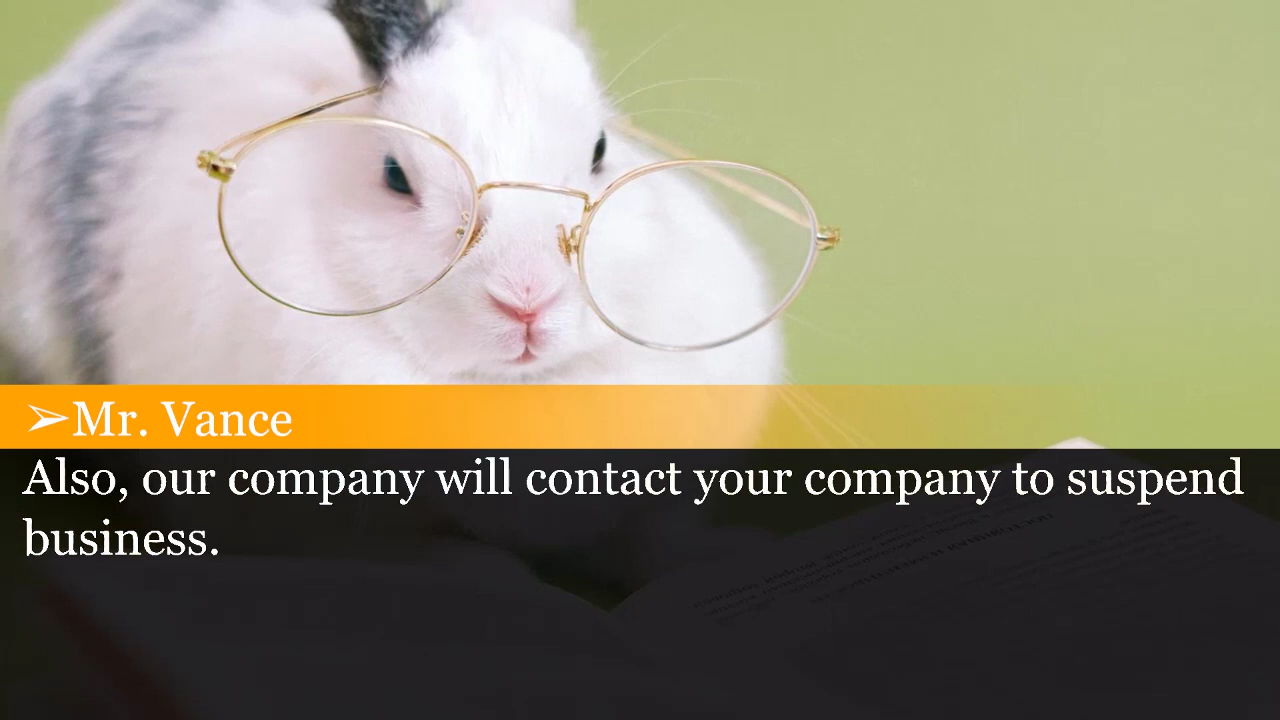 ➢Mr. Vance
Also, our company will contact your company to suspend
business.